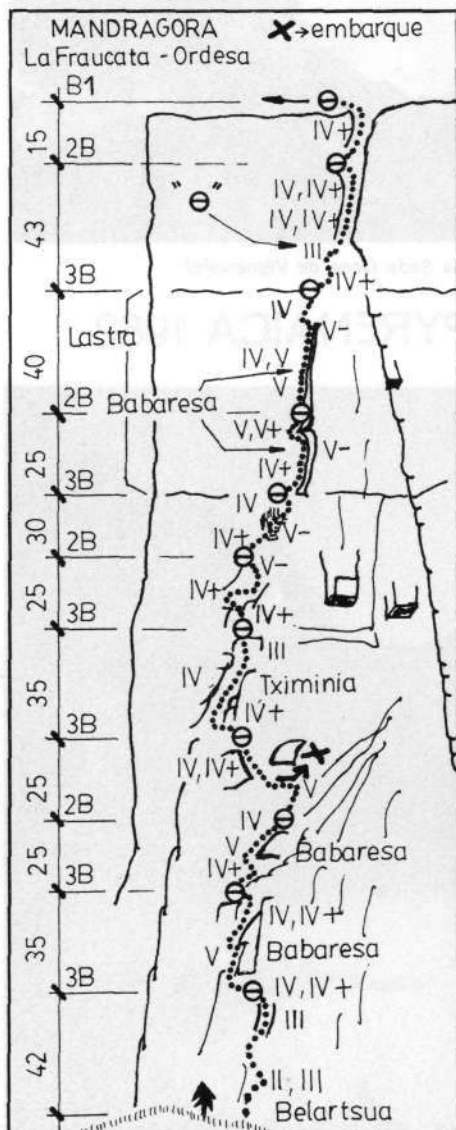 MANDRAGORA X→embarque
La Fraucata - Ordesa
B1
IV+
15
2B
IV, IV+
" "
IV, IV+
43
III
3B
IV+
IV
Lastra
V-
IV, V
40
V
2B
Babaresa
V, V+
V-
25
IV+
3B
IV
30
IV+
V-
2B
V-
IV+
25
IV+
3B
III
IV
Tximinia
35
IV+
3B
IV, IV+
X
V
25
2B
IV
V
Babaresa
25
IV+
3B
IV, IV+
35
V
Babaresa
3B
IV, IV+
III
42
II, III
Belartsua